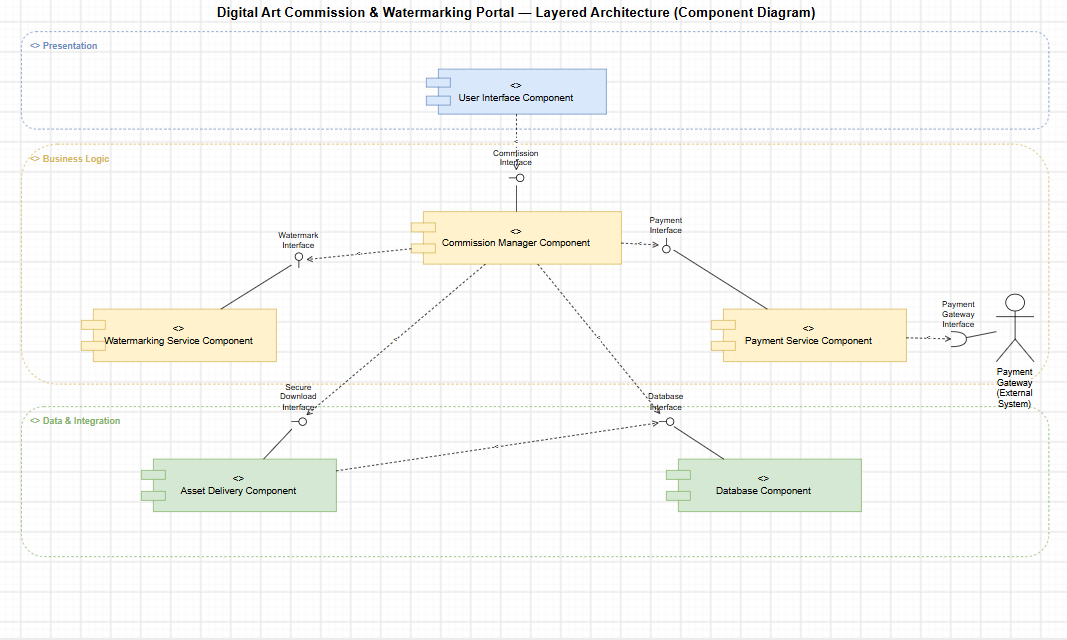 Digital Art Commission & Watermarking Portal — Layered Architecture (Component Diagram)
<> Presentation
<>
User Interface Component
<
Commission
Interface
<> Business Logic
<>
Commission Manager Component
Watermark
Interface
<
Payment
Interface
<
<>
Watermarking Service Component
<>
Payment Service Component
<
Payment
Gateway
Interface
Payment
Gateway
(External
System)
<
<
Secure
Download
Interface
Database
Interface
<> Data & Integration
<
<>
Asset Delivery Component
<>
Database Component